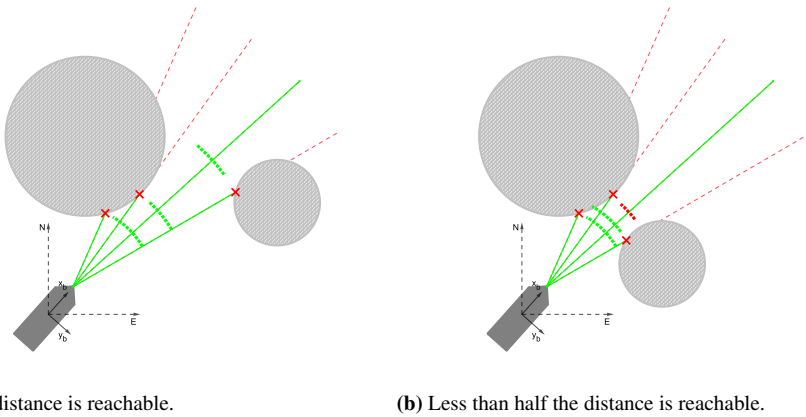 N
x_b
E
y_b
N
x_b
E
y_b
distance is reachable.
(b) Less than half the distance is reachable.